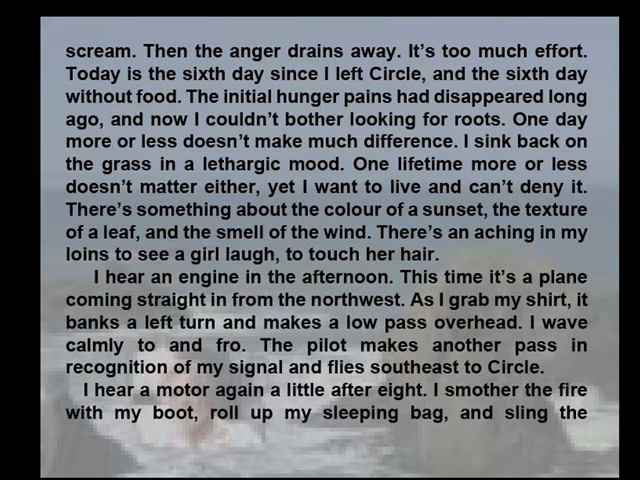 scream. Then the anger drains away. It's too much effort.
Today is the sixth day since I left Circle, and the sixth day
without food. The initial hunger pains had disappeared long
ago, and now I couldn't bother looking for roots. One day
more or less doesn't make much difference. I sink back on
the grass in a lethargic mood. One lifetime more or less
doesn't matter either, yet I want to live and can't deny it.
There's something about the colour of a sunset, the texture
of a leaf, and the smell of the wind. There's an aching in my
loins to see a girl laugh, to touch her hair.
I hear an engine in the afternoon. This time it's a plane
coming straight in from the northwest. As I grab my shirt, it
banks a left turn and makes a low pass overhead. I wave
calmly to and fro. The pilot makes another pass in
recognition of my signal and flies southeast to Circle.
I hear a motor again a little after eight. I smother the fire
with my boot, roll up my sleeping bag, and sling the